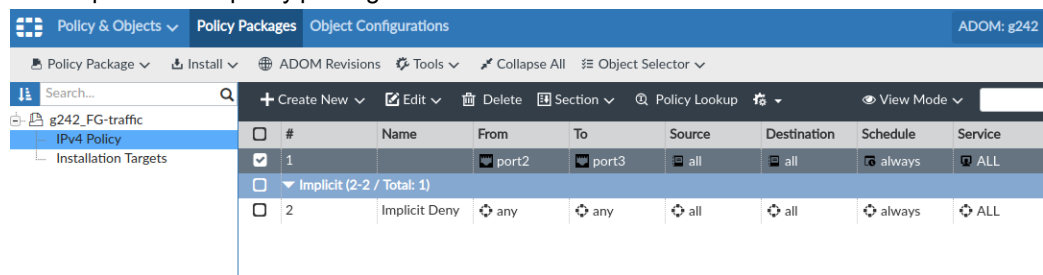 Policy & Objects Policy Packages Object Configurations ADOM: g242
Policy Package Install ADOM Revisions Tools Collapse All Object Selector
Search... Create New Edit Delete Section Policy Lookup View Mode
g242_FG-traffic
IPv4 Policy
Installation Targets
# Name From To Source Destination Schedule Service
1 port2 port3 all all always ALL
Implicit (2-2 / Total: 1)
2 Implicit Deny any any all all always ALL